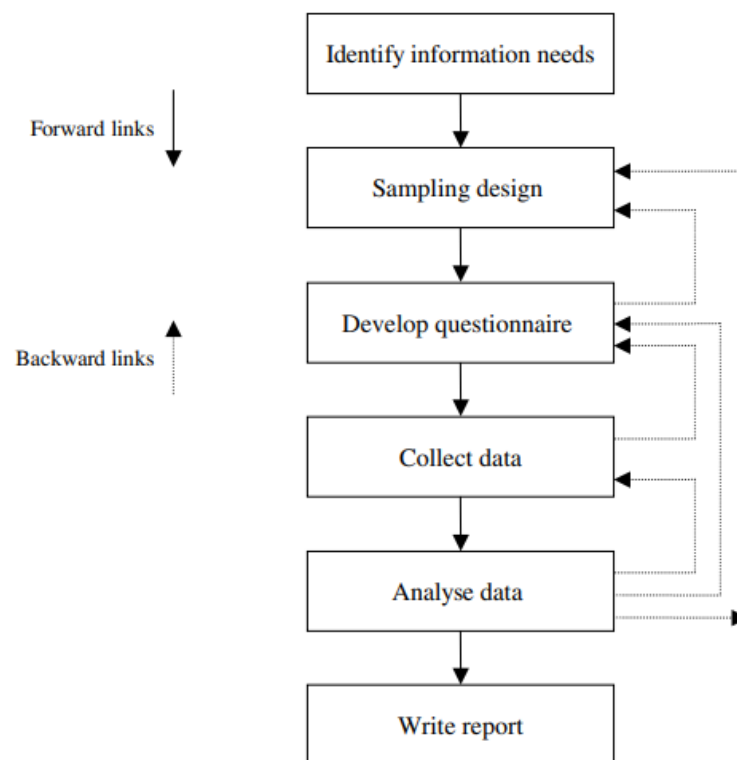 Identify information needs
Forward links
Sampling design
Develop questionnaire
Backward links
Collect data
Analyse data
Write report